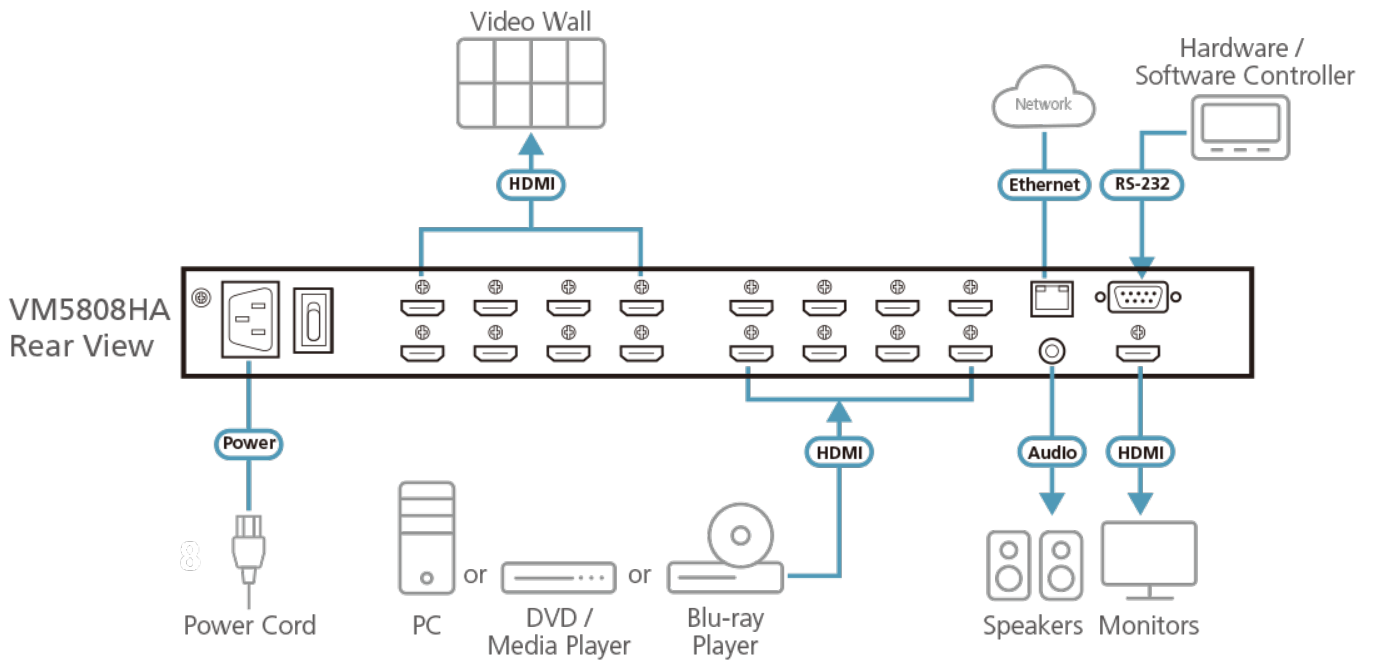 Video Wall
Hardware /
Software Controller
Network
HDMI
Ethernet
RS-232
VM5808HA
Rear View
Power
HDMI
Audio
HDMI
8
or
or
Power Cord
PC
DVD /
Media Player
Blu-ray
Player
Speakers
Monitors